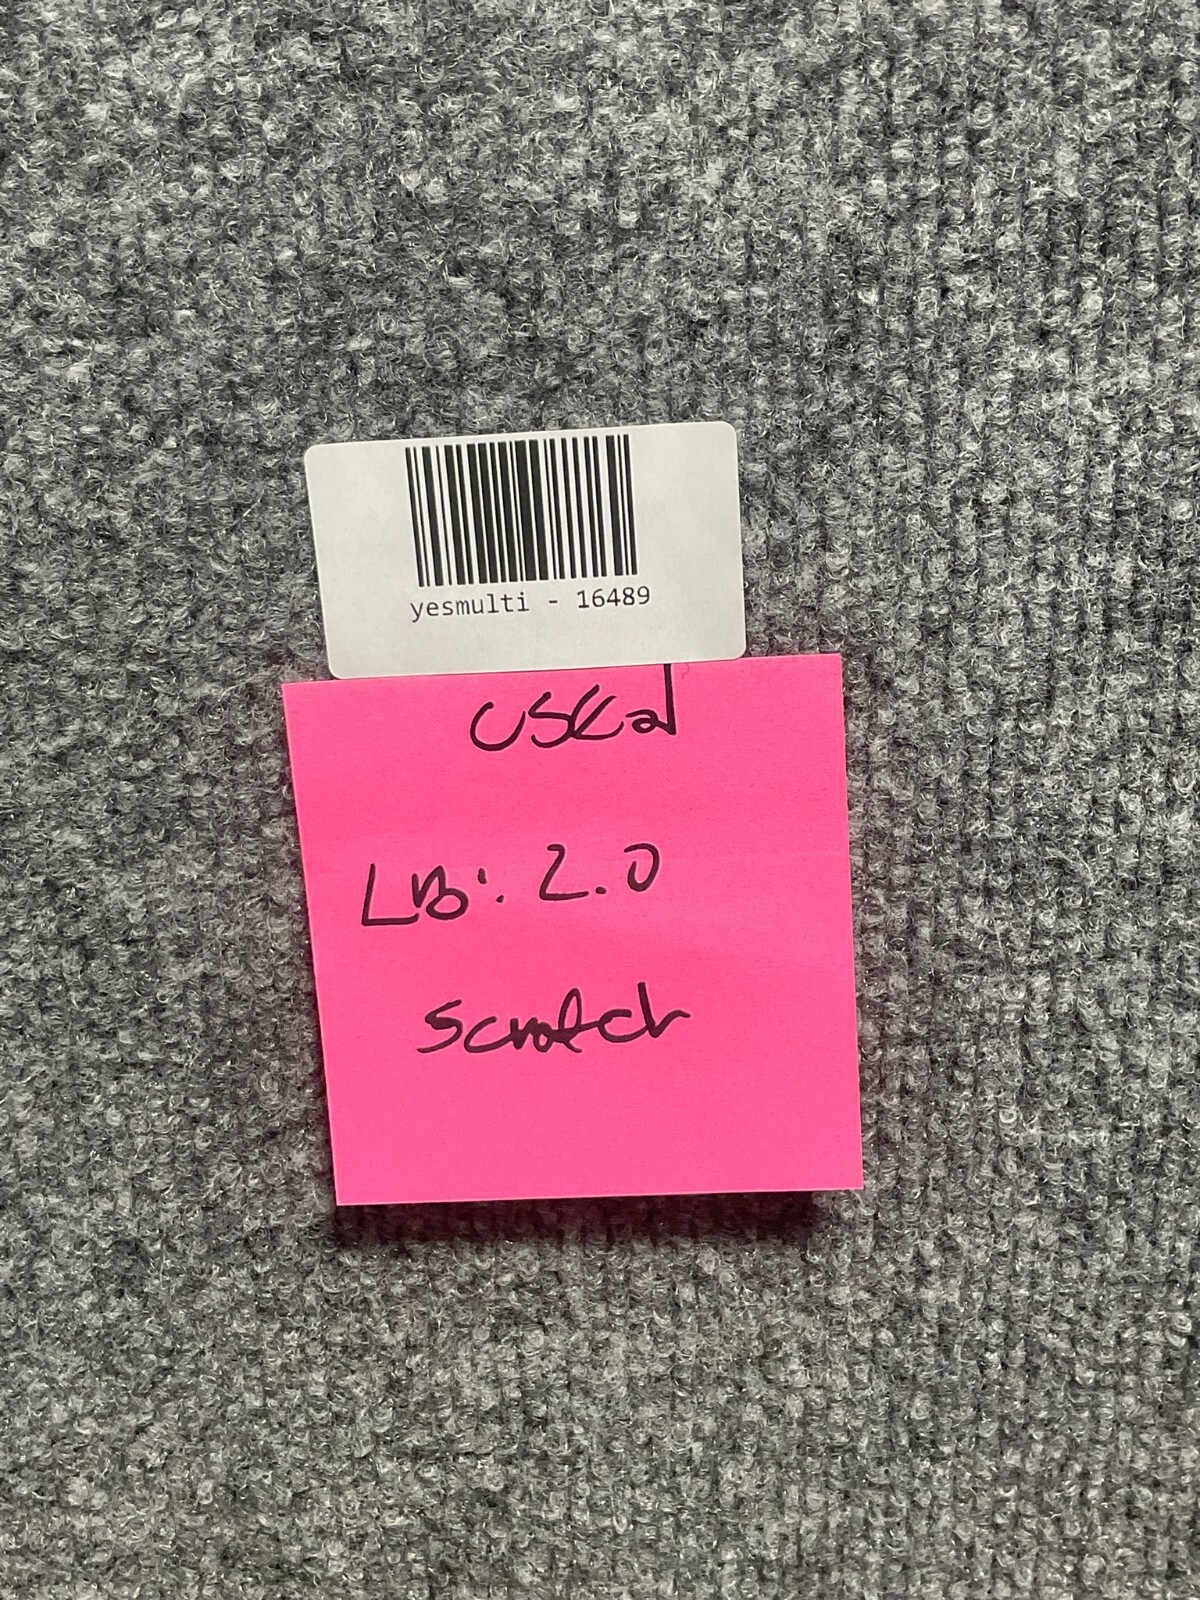 yesmulti - 16489
used
LB: 2.0
scratch